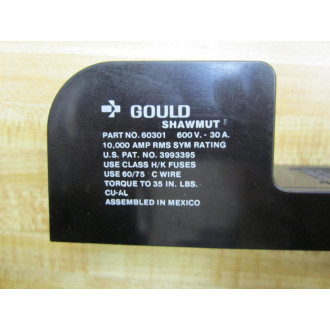 GOULD
SHAWMUT
PART NO. 60301 600 V. - 30 A.
10,000 AMP RMS SYM RATING
U.S. PAT. NO. 3993395
USE CLASS H/K FUSES
USE 60/75 C WIRE
TORQUE TO 35 IN. LBS.
CU-AL
ASSEMBLED IN MEXICO